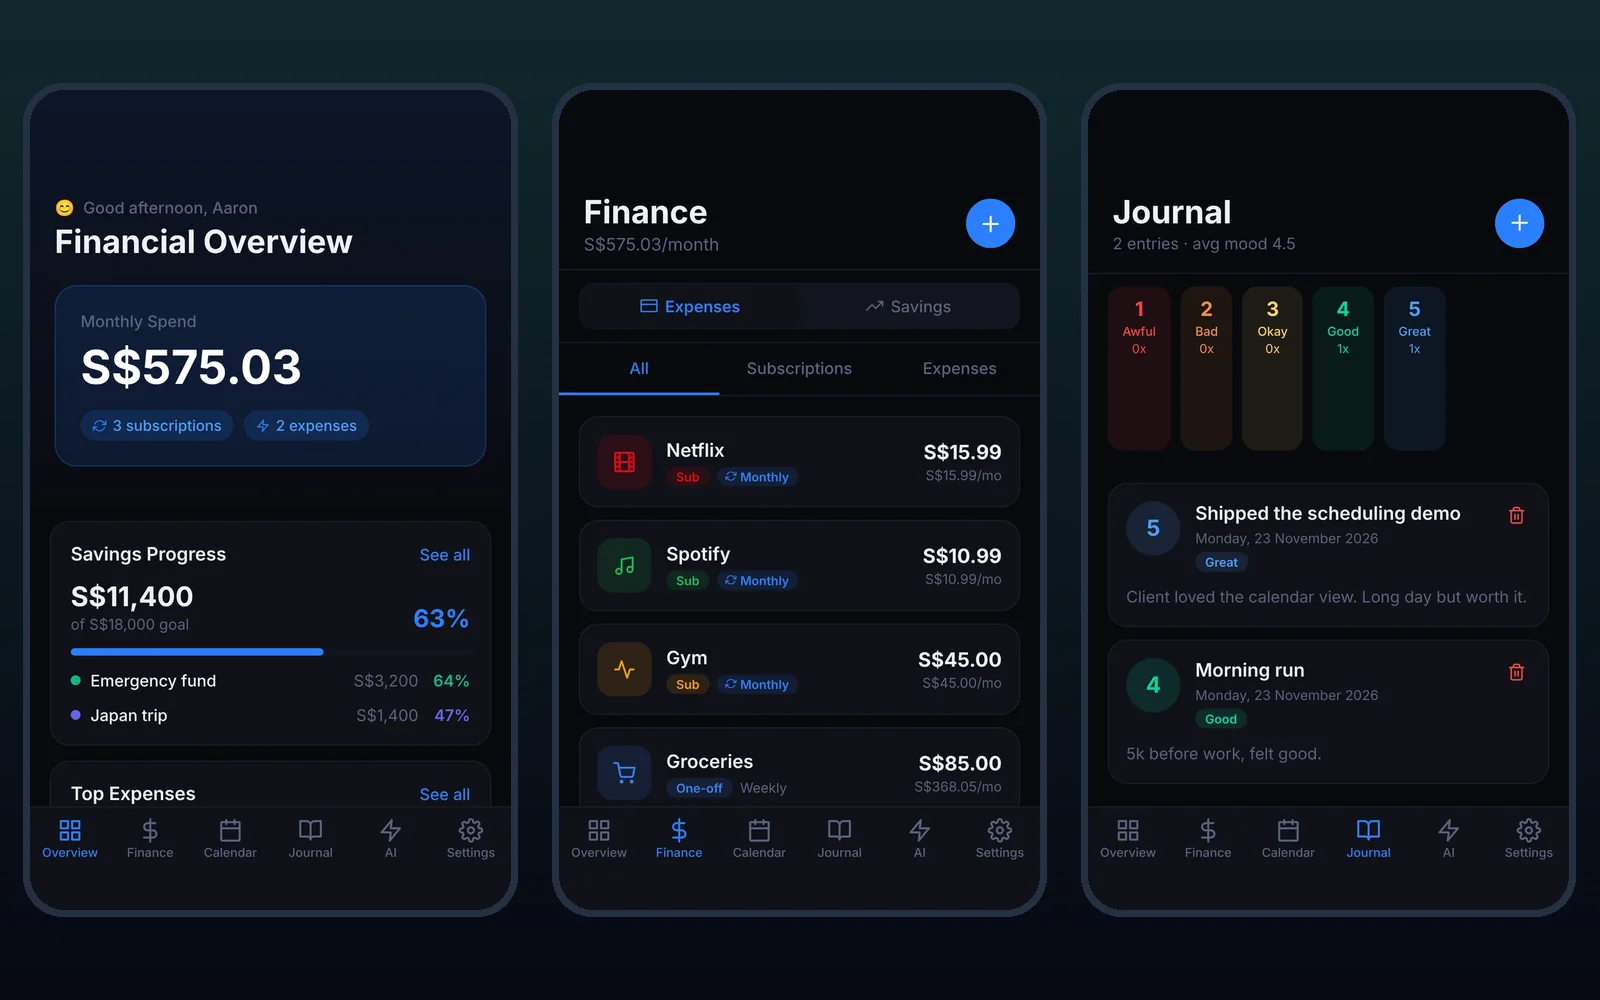 😊 Good afternoon, Aaron
Financial Overview
Monthly Spend
S$575.03
3 subscriptions
2 expenses
Savings Progress
See all
S$11,400
of S$18,000 goal
63%
Emergency fund
S$3,200
64%
Japan trip
S$1,400
47%
Top Expenses
See all
Overview
Finance
Calendar
Journal
AI
Settings
Finance
S$575.03/month
Expenses
Savings
All
Subscriptions
Expenses
Netflix
S$15.99
Sub
Monthly
S$15.99/mo
Spotify
S$10.99
Sub
Monthly
S$10.99/mo
Gym
S$45.00
Sub
Monthly
S$45.00/mo
Groceries
S$85.00
One-off
Weekly
S$368.05/mo
Overview
Finance
Calendar
Journal
AI
Settings
Journal
2 entries · avg mood 4.5
1
Awful
0x
2
Bad
0x
3
Okay
0x
4
Good
1x
5
Great
1x
5
Shipped the scheduling demo
Monday, 23 November 2026
Great
Client loved the calendar view. Long day but worth it.
4
Morning run
Monday, 23 November 2026
Good
5k before work, felt good.
Overview
Finance
Calendar
Journal
AI
Settings